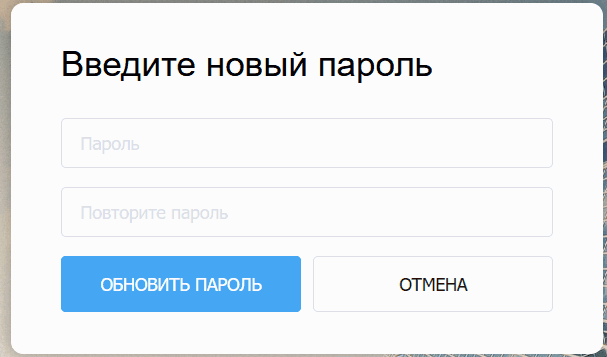 Введите новый пароль
Пароль
Повторите пароль
ОБНОВИТЬ ПАРОЛЬ
ОТМЕНА